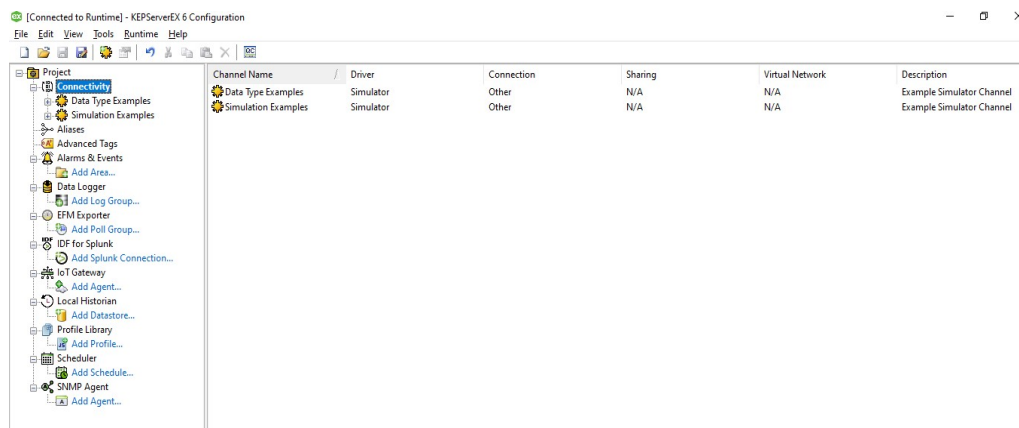 [Connected to Runtime] - KEPServerEX 6 Configuration
File Edit View Tools Runtime Help
Project
Connectivity
Data Type Examples
Simulation Examples
Aliases
Advanced Tags
Alarms & Events
Add Area...
Data Logger
Add Log Group...
EFM Exporter
Add Poll Group...
IDF for Splunk
Add Splunk Connection...
IoT Gateway
Add Agent...
Local Historian
Add Datastore...
Profile Library
Add Profile...
Scheduler
Add Schedule...
SNMP Agent
Add Agent...
Channel Name Driver Connection Sharing Virtual Network Description
Data Type Examples Simulator Other N/A N/A Example Simulator Channel
Simulation Examples Simulator Other N/A N/A Example Simulator Channel